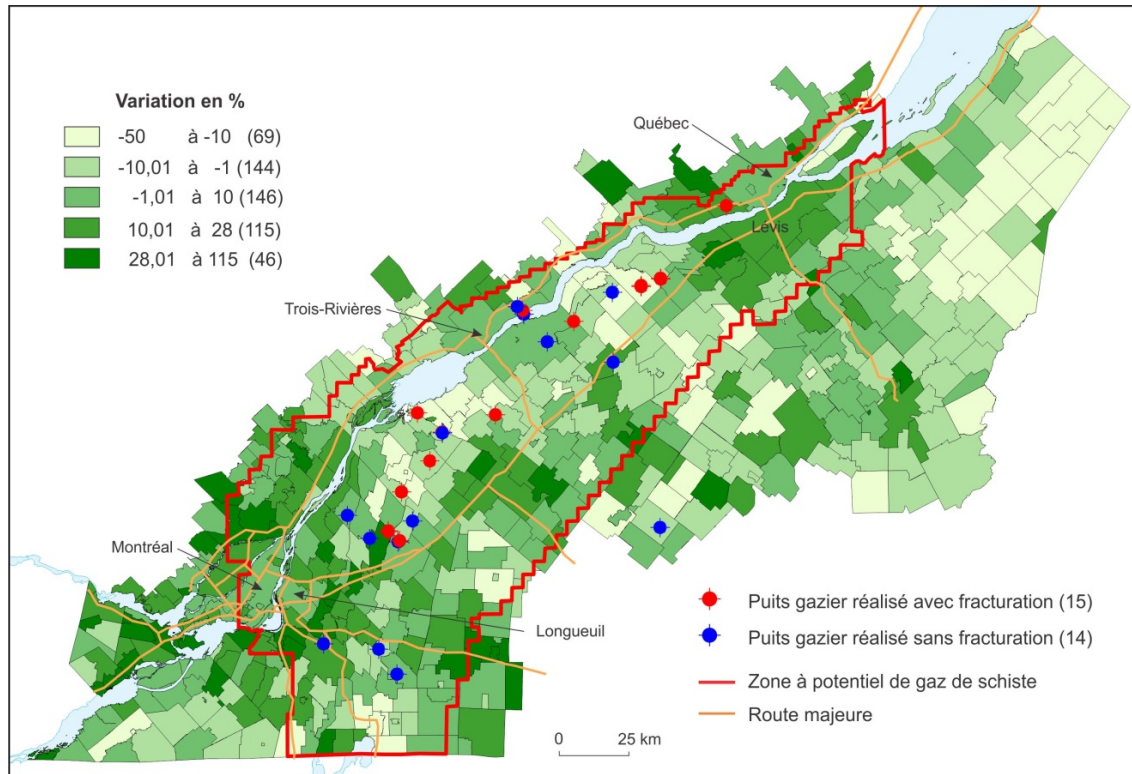 Variation en %
-50 à -10 (69)
-10,01 à -1 (144)
-1,01 à 10 (146)
10,01 à 28 (115)
28,01 à 115 (46)
Québec
Lévis
Trois-Rivières
Montréal
Longueuil
Puits gazier réalisé avec fracturation (15)
Puits gazier réalisé sans fracturation (14)
Zone à potentiel de gaz de schiste
Route majeure
0 25 km